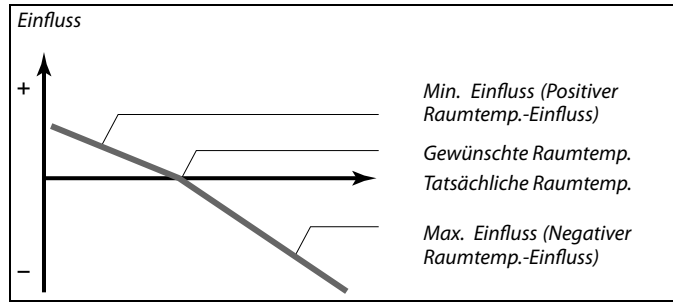 Einfluss
+
Min. Einfluss (Positiver
Raumtemp.-Einfluss)
Gewünschte Raumtemp.
Tatsächliche Raumtemp.
Max. Einfluss (Negativer
Raumtemp.-Einfluss)
−